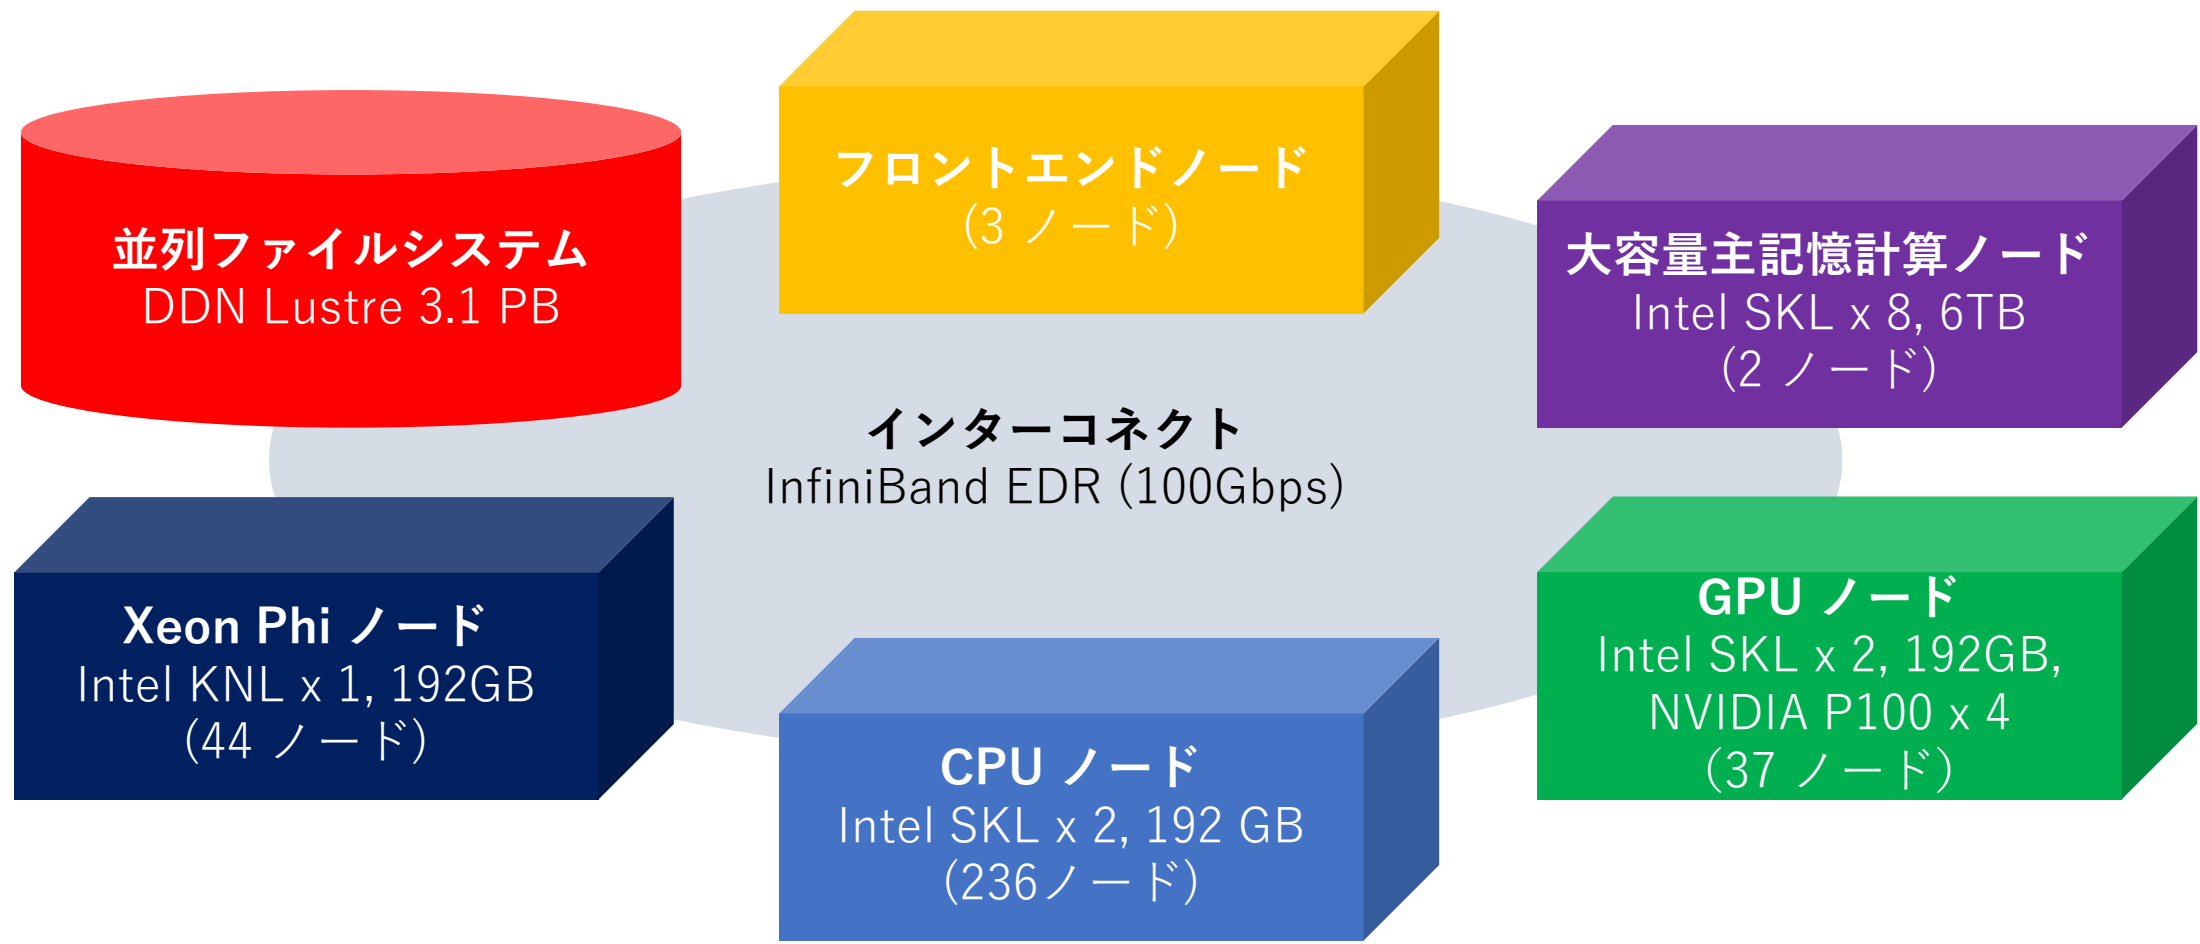 フロントエンドノード
(3 ノード)
並列ファイルシステム
DDN Lustre 3.1 PB
大容量主記憶計算ノード
Intel SKL x 8, 6TB
(2 ノード)
インターコネクト
InfiniBand EDR (100Gbps)
Xeon Phi ノード
Intel KNL x 1, 192GB
(44 ノード)
CPU ノード
Intel SKL x 2, 192 GB
(236ノード)
GPU ノード
Intel SKL x 2, 192GB,
NVIDIA P100 x 4
(37 ノード)